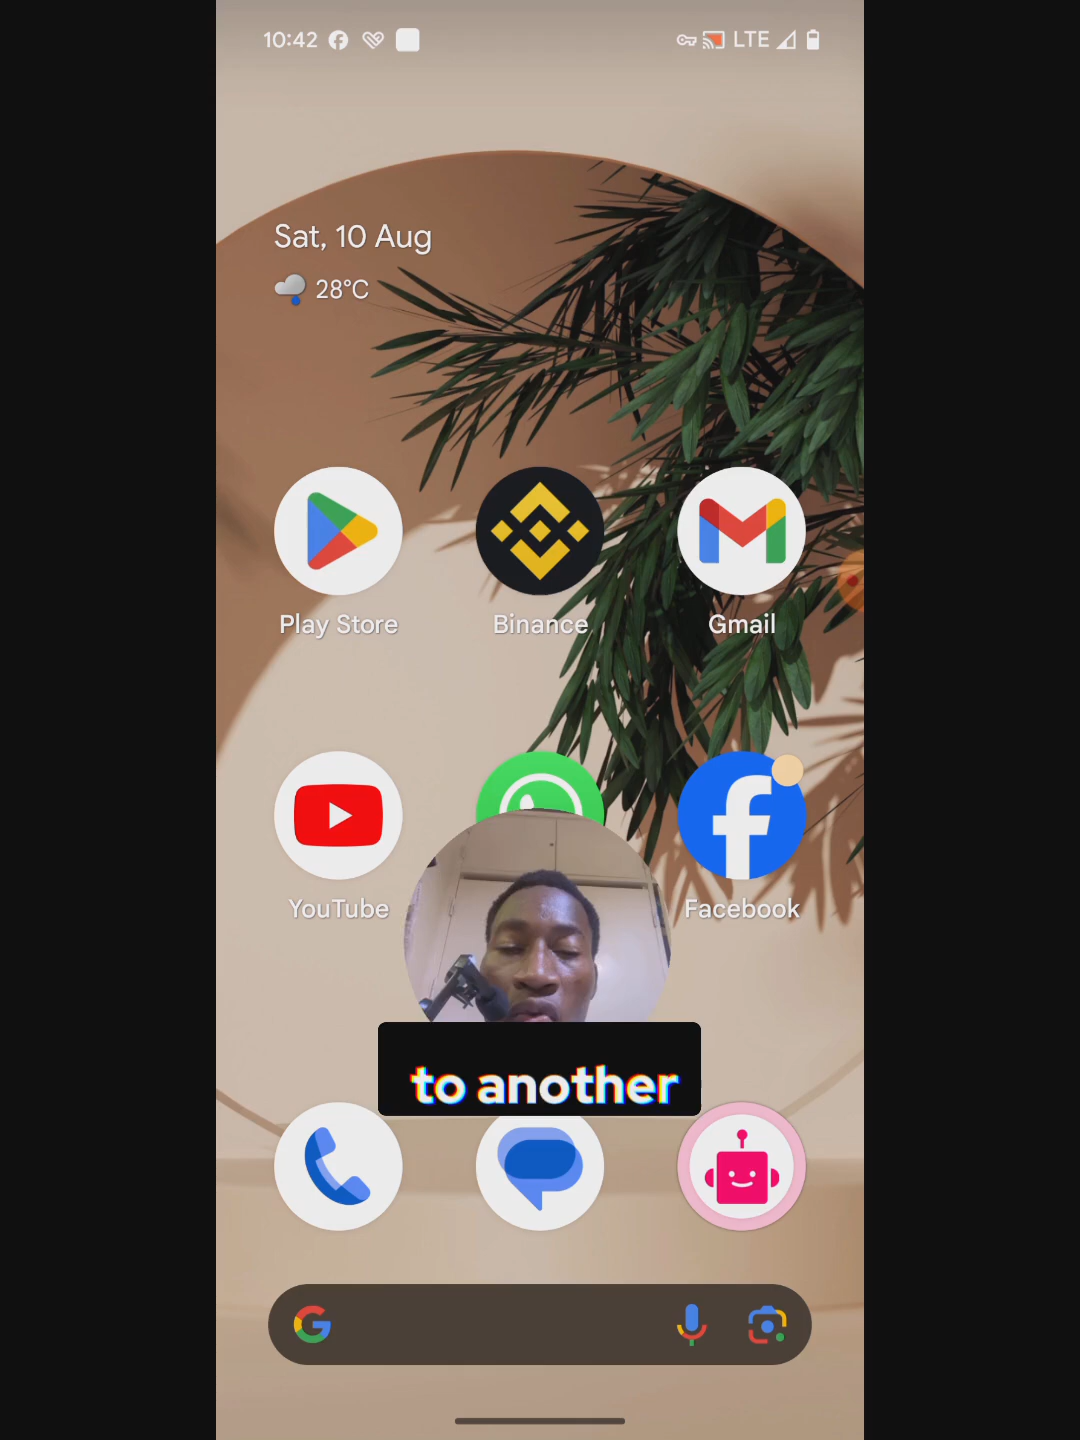 10:42
LTE
Sat, 10 Aug
28°C
Play Store
Binance
Gmail
YouTube
Facebook
to another